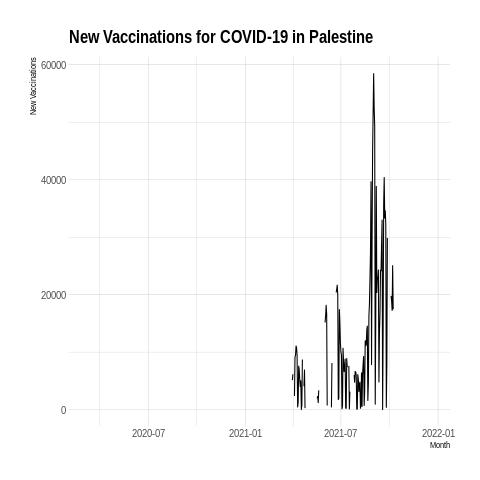 New Vaccinations for COVID-19 in Palestine
New Vaccinations
60000
40000
20000
0
2020-07 2021-01 2021-07 2022-01
Month